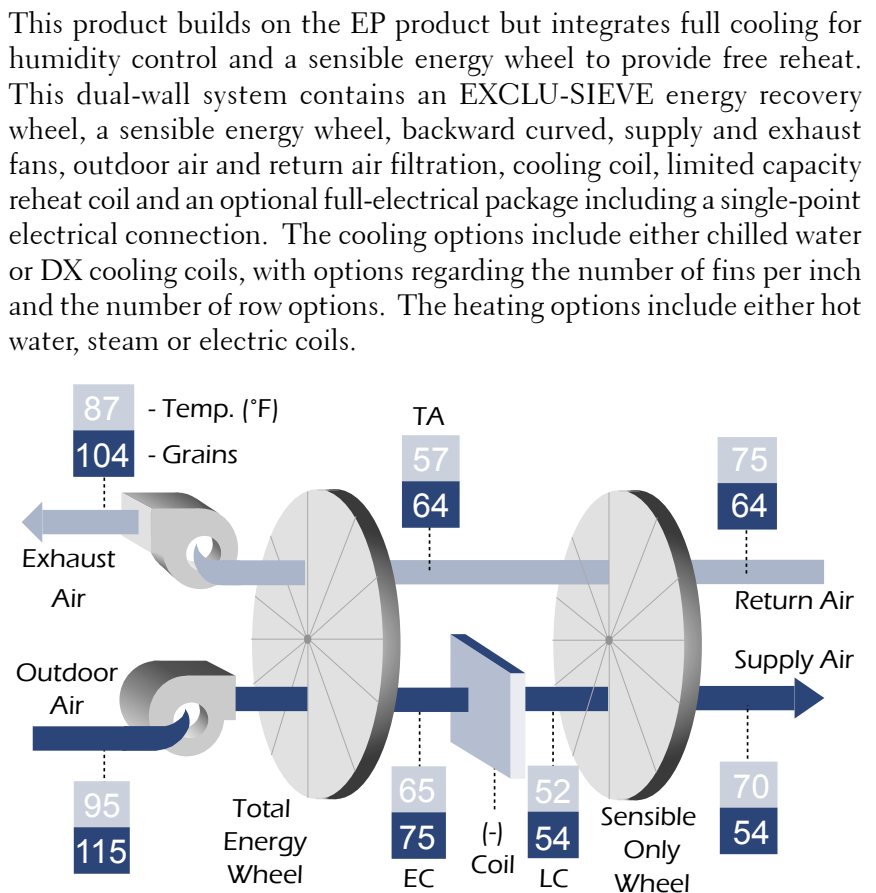 This product builds on the EP product but integrates full cooling for
humidity control and a sensible energy wheel to provide free reheat.
This dual-wall system contains an EXCLU-SIEVE energy recovery
wheel, a sensible energy wheel, backward curved, supply and exhaust
fans, outdoor air and return air filtration, cooling coil, limited capacity
reheat coil and an optional full-electrical package including a single-point
electrical connection. The cooling options include either chilled water
or DX cooling coils, with options regarding the number of fins per inch
and the number of row options. The heating options include either hot
water, steam or electric coils.
87 - Temp. (°F)
104 - Grains
TA
57
64
75
64
Exhaust
Air
Return Air
Outdoor
Air
Supply Air
95
115
Total
Energy
Wheel
65
75
EC
(-)
Coil
52
54
LC
Sensible
Only
Wheel
70
54